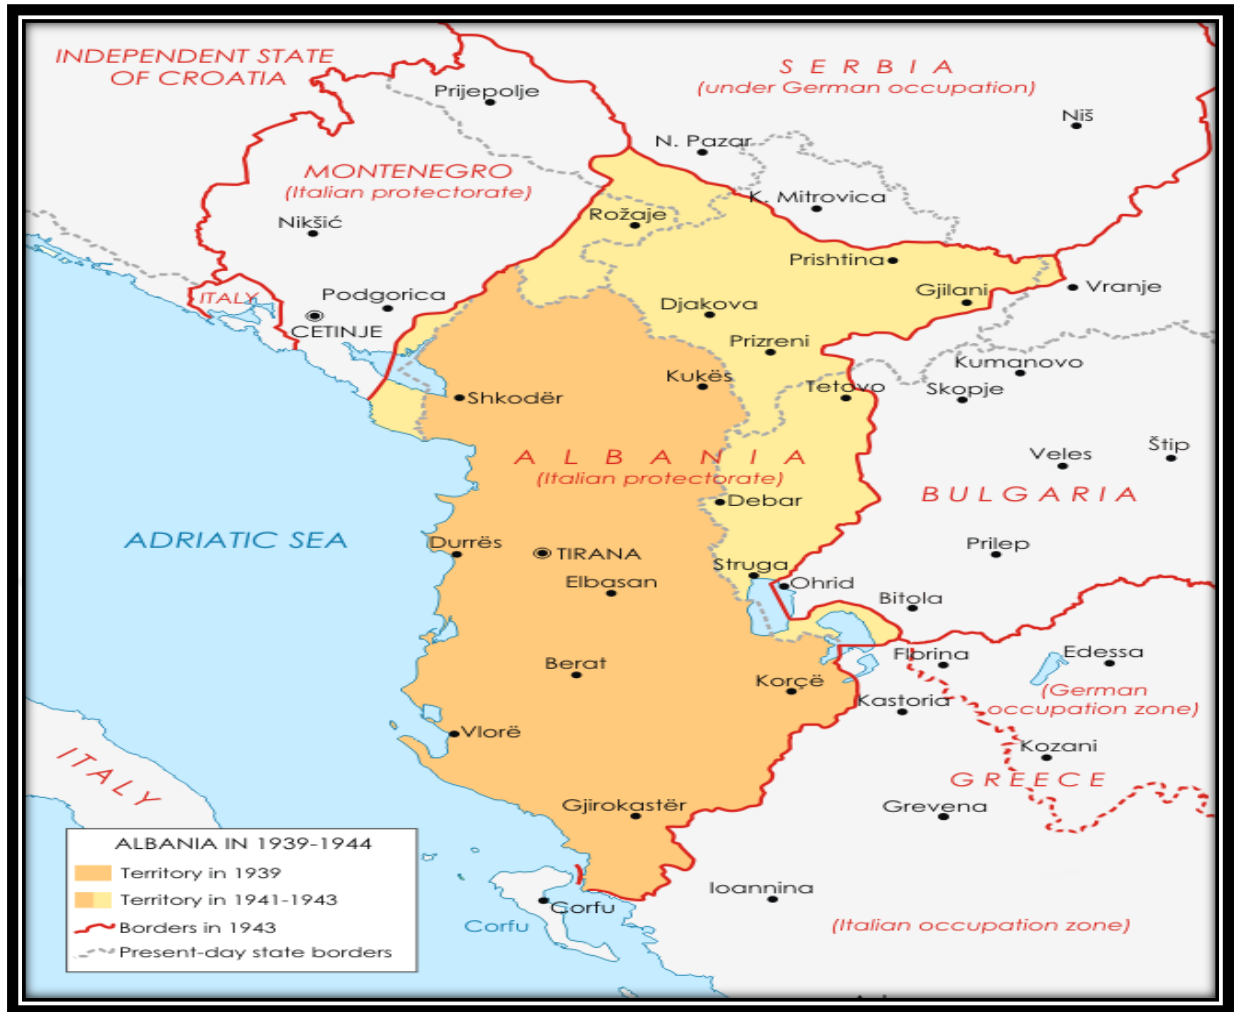 INDEPENDENT STATE
OF CROATIA
SERBIA
(under German occupation)
Prijepolje
Niš
N. Pazar
MONTENEGRO
(Italian protectorate)
K. Mitrovica
Rožaje
Nikšić
Prishtina
Vranje
Gjilani
ITALY
Podgorica
Djakova
CETINJE
Prizreni
Kumanovo
Kukës
Tetovo
Skopje
Shkodër
Štip
ALBANIA
(Italian protectorate)
Veles
BULGARIA
Debar
ADRIATIC SEA
Durrës
TIRANA
Prilep
Struga
Elbasan
Ohrid
Bitola
Berat
Florina
Edessa
Korçë
(German
occupation zone)
Kastoria
Vlorë
Kozani
ITALY
GREECE
Gjirokastër
Grevena
ALBANIA IN 1939-1944
Territory in 1939
Territory in 1941-1943
Borders in 1943
Present-day state borders
Ioannina
Corfu
Corfu
(Italian occupation zone)